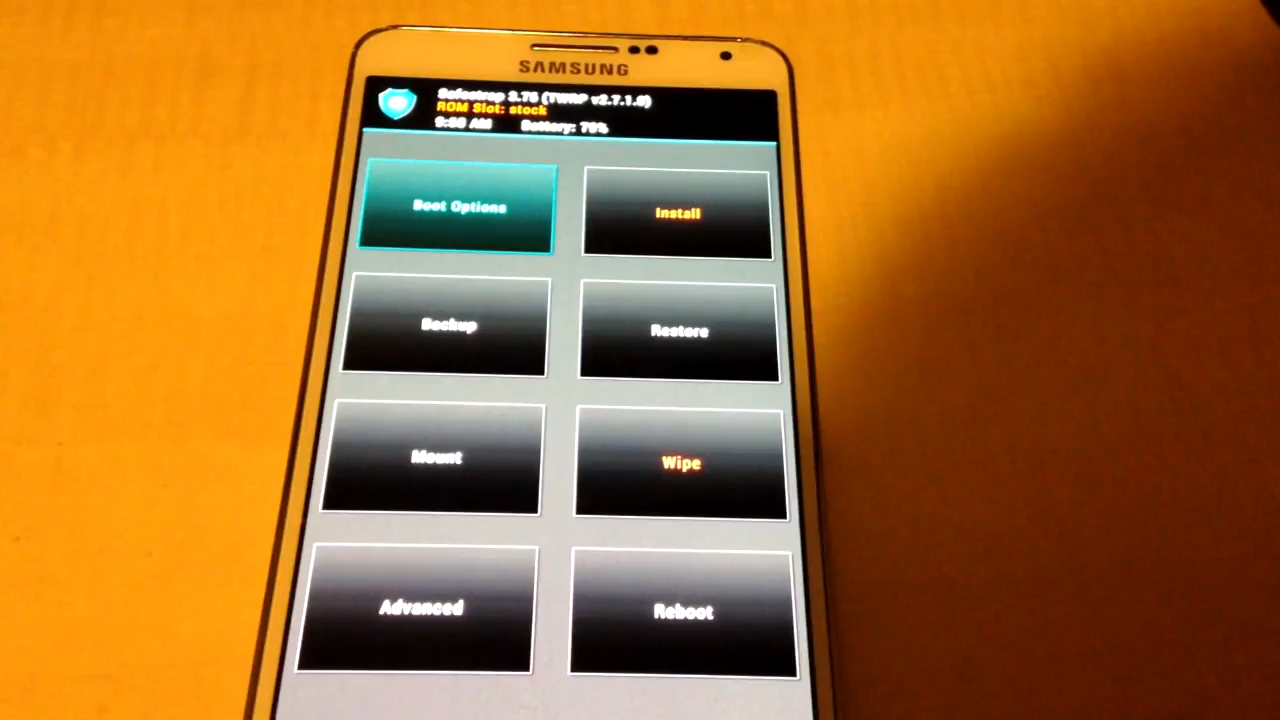 SAMSUNG
Safestrap 3.75 (TWRP v2.7.1.0)
ROM Slot: stock
AM Battery: 79%
Boot Options
Install
Backup
Restore
Mount
Wipe
Advanced
Reboot